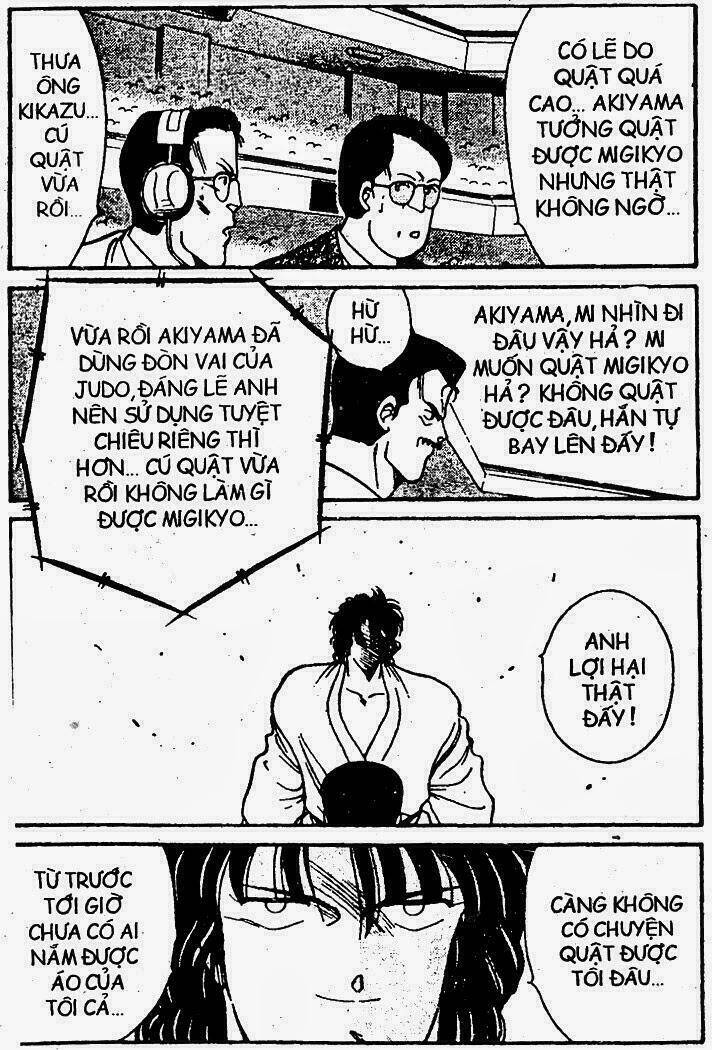 CÓ LẼ DO
QUẬT QUÁ
CAO... AKIYAMA
TƯỞNG QUẬT
ĐƯỢC MIGIKYO
NHƯNG THẬT
KHÔNG NGỜ...
THƯA
ÔNG
KIKAZU...
CÚ
QUẬT
VỪA
RỒI...
AKIYAMA, MI NHÌN ĐI
ĐÂU VẬY HẢ? MI
MUỐN QUẬT MIGIKYO
HẢ? KHÔNG QUẬT
ĐƯỢC ĐÂU, HẮN TỰ
BAY LÊN ĐẤY!
HỪ
HỪ...
VỪA RỒI AKIYAMA ĐÃ
DÙNG ĐÒN VAI CỦA
JUDO, ĐÁNG LẼ ANH
NÊN SỬ DỤNG TUYỆT
CHIÊU RIÊNG THÌ
HƠN... CÚ QUẬT VỪA
RỒI KHÔNG LÀM GÌ
ĐƯỢC MIGIKYO...
ANH
LỢI HẠI
THẬT
ĐẤY!
CÀNG KHÔNG
CÓ CHUYỆN
QUẬT ĐƯỢC
TÔI ĐÂU...
TỪ TRƯỚC
TỚI GIỜ
CHƯA CÓ AI
NẮM ĐƯỢC
ÁO CỦA
TÔI CẢ...